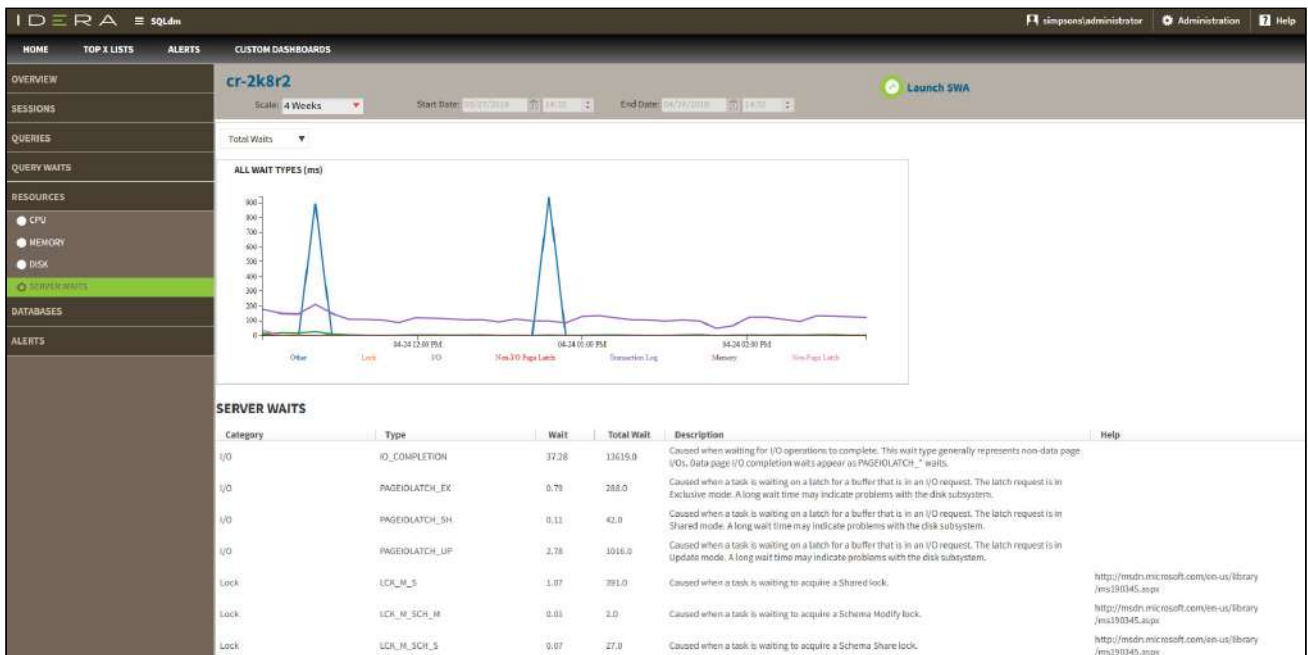 IDERA SQLdm
simpsons\administrator Administration ? Help
HOME TOP X LISTS ALERTS CUSTOM DASHBOARDS
OVERVIEW
SESSIONS
QUERIES
QUERY WAITS
RESOURCES
CPU
MEMORY
DISK
SERVER WAITS
DATABASES
ALERTS
cr-2k8r2
Launch SWA
Scale: 4 Weeks Start Date: End Date:
Total Waits
ALL WAIT TYPES (ms)
900
800
700
600
500
400
300
200
100
0
04-24 12:00 PM 04-24 01:00 PM 04-24 02:00 PM
Other Lock I/O Non-I/O Page Latch Transaction Log Memory Non-Page Latch
SERVER WAITS
Category Type Wait Total Wait Description Help
I/O IO_COMPLETION 37.28 13619.0 Caused when waiting for I/O operations to complete. This wait type generally represents non-data page
I/Os, Data page I/O completion waits appear as PAGEIOLATCH_* waits.
I/O PAGEIOLATCH_EX 0.79 288.0 Caused when a task is waiting on a latch for a buffer that is in an I/O request. The latch request is in
Exclusive mode. A long wait time may indicate problems with the disk subsystem.
I/O PAGEIOLATCH_SH 0.11 42.0 Caused when a task is waiting on a latch for a buffer that is in an I/O request. The latch request is in
Shared mode. A long wait time may indicate problems with the disk subsystem.
I/O PAGEIOLATCH_UP 2.78 1016.0 Caused when a task is waiting on a latch for a buffer that is in an I/O request. The latch request is in
Update mode. A long wait time may indicate problems with the disk subsystem.
Lock LCK_M_S 1.07 391.0 Caused when a task is waiting to acquire a Shared lock. http://msdn.microsoft.com/en-us/library
/ms190345.aspx
Lock LCK_M_SCH_M 2.0 Caused when a task is waiting to acquire a Schema Modify lock. http://msdn.microsoft.com/en-us/library
/ms190345.aspx
Lock LCK_M_SCH_S 0.07 27.0 Caused when a task is waiting to acquire a Schema Share lock. http://msdn.microsoft.com/en-us/library
/ms190345.aspx